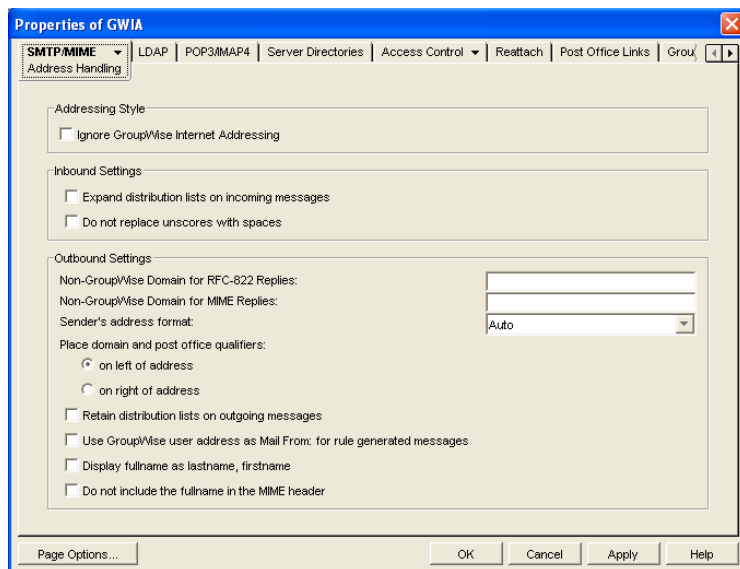 Properties of GWIA
SMTP/MIME LDAP POP3/IMAP4 Server Directories Access Control Reattach Post Office Links
Address Handling
Addressing Style
Ignore GroupWise Internet Addressing
Inbound Settings
Expand distribution lists on incoming messages
Do not replace unscores with spaces
Outbound Settings
Non-GroupWise Domain for RFC-822 Replies:
Non-GroupWise Domain for MIME Replies:
Sender's address format: Auto
Place domain and post office qualifiers:
on left of address
on right of address
Retain distribution lists on outgoing messages
Use GroupWise user address as Mail From: for rule generated messages
Display fullname as lastname, firstname
Do not include the fullname in the MIME header
Page Options... OK Cancel Apply Help